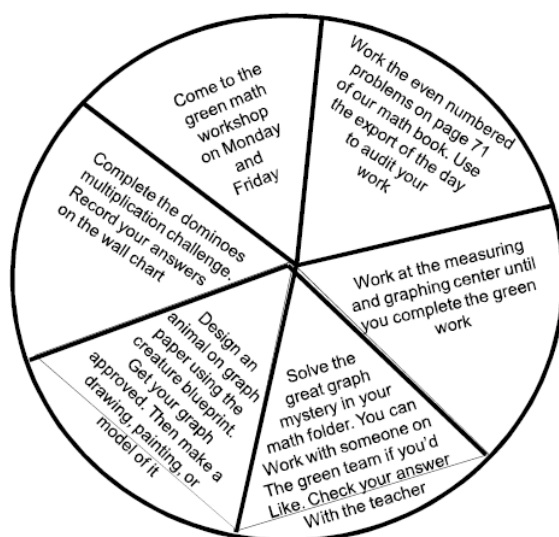 Come to the
green math
workshop
on Monday
and
Friday
Work the even numbered
problems on page 71
of our math book. Use
the export of the day
to audit your
work
Work at the measuring
and graphing center until
you complete the green
work
Solve the
great graph
mystery in your
math folder. You can
Work with someone on
The green team if you’d
Like. Check your answer
With the teacher
Design an
animal on graph
paper using the
creature blueprint.
Get your graph
approved. Then make a
drawing, painting, or
model of it
Complete the dominoes
multiplication challenge.
Record your answers
on the wall chart